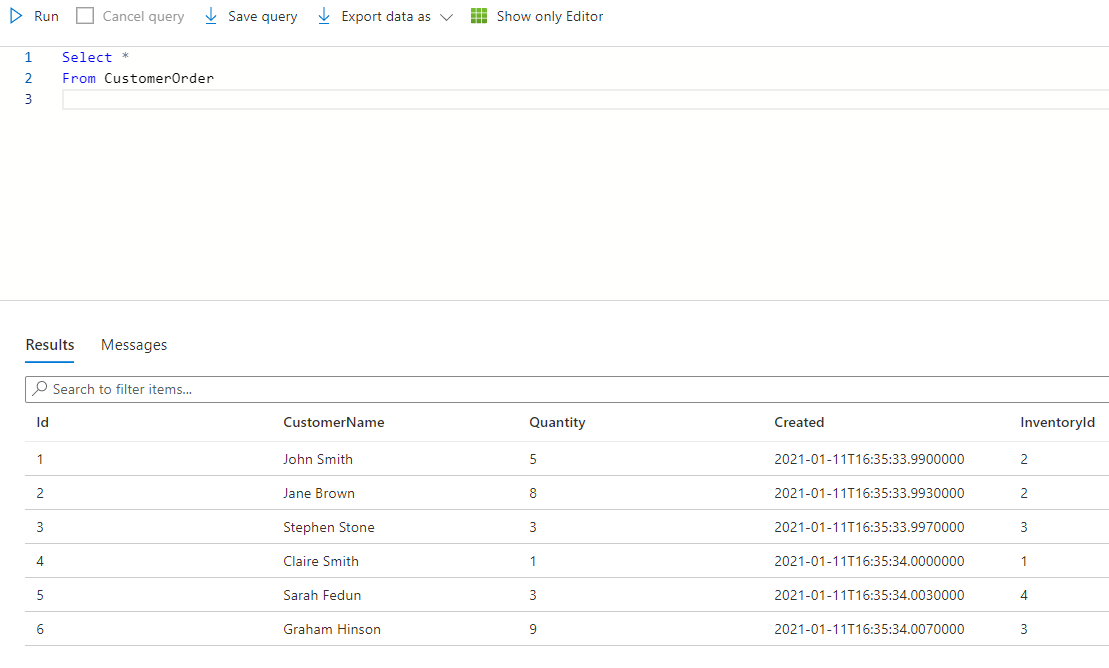 Run Cancel query Save query Export data as Show only Editor
1 Select *
2 From CustomerOrder
3
Results Messages
Search to filter items...
Id CustomerName Quantity Created InventoryId
1 John Smith 5 2021-01-11T16:35:33.9900000 2
2 Jane Brown 8 2021-01-11T16:35:33.9930000 2
3 Stephen Stone 3 2021-01-11T16:35:33.9970000 3
4 Claire Smith 1 2021-01-11T16:35:34.0000000 1
5 Sarah Fedun 3 2021-01-11T16:35:34.0030000 4
6 Graham Hinson 9 2021-01-11T16:35:34.0070000 3